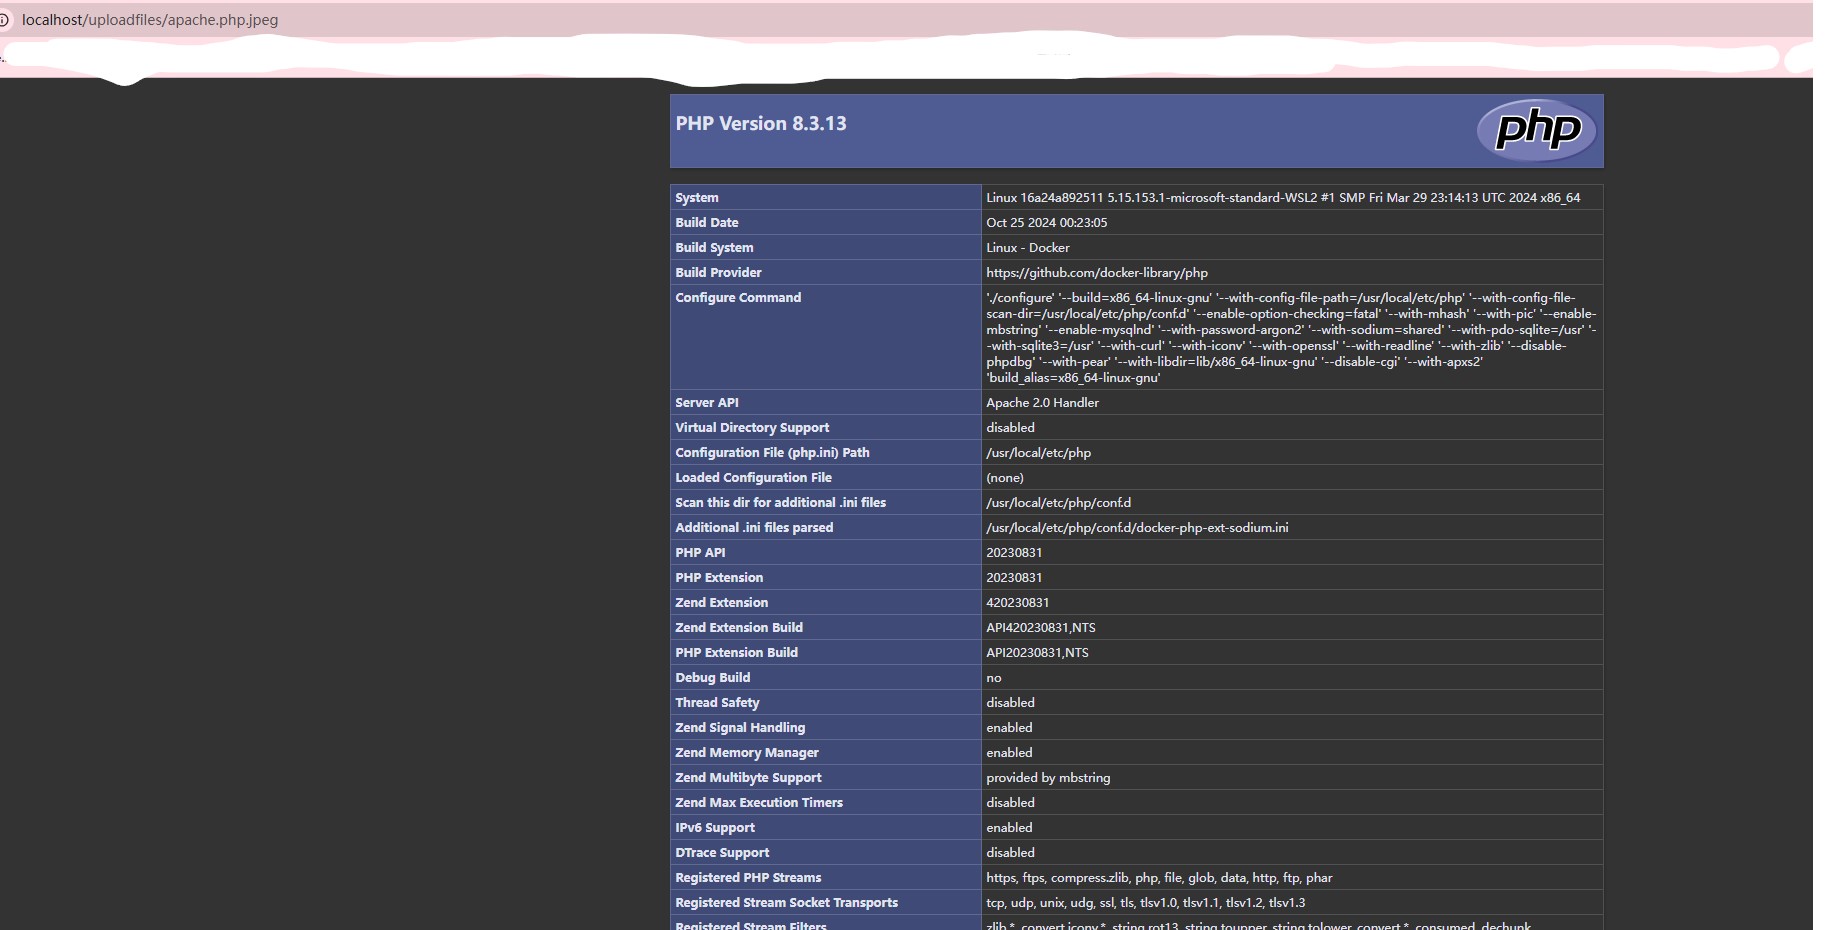 localhost/uploadfiles/apache.php.jpeg
PHP Version 8.3.13
php
System Linux 16a24a892511 5.15.153.1-microsoft-standard-WSL2 #1 SMP Fri Mar 29 23:14:13 UTC 2024 x86_64
Build Date Oct 25 2024 00:23:05
Build System Linux - Docker
Build Provider https://github.com/docker-library/php
Configure Command './configure' '--build=x86_64-linux-gnu' '--with-config-file-path=/usr/local/etc/php' '--with-config-file-
scan-dir=/usr/local/etc/php/conf.d' '--enable-option-checking=fatal' '--with-mhash' '--with-pic' '--enable-
mbstring' '--enable-mysqlnd' '--with-password-argon2' '--with-sodium=shared' '--with-pdo-sqlite=/usr' '-
-with-sqlite3=/usr' '--with-curl' '--with-iconv' '--with-openssl' '--with-readline' '--with-zlib' '--disable-
phpdbg' '--with-pear' '--with-libdir=lib/x86_64-linux-gnu' '--disable-cgi' '--with-apxs2'
'build_alias=x86_64-linux-gnu'
Server API Apache 2.0 Handler
Virtual Directory Support disabled
Configuration File (php.ini) Path /usr/local/etc/php
Loaded Configuration File (none)
Scan this dir for additional .ini files /usr/local/etc/php/conf.d
Additional .ini files parsed /usr/local/etc/php/conf.d/docker-php-ext-sodium.ini
PHP API 20230831
PHP Extension 20230831
Zend Extension 420230831
Zend Extension Build API420230831,NTS
PHP Extension Build API20230831,NTS
Debug Build no
Thread Safety disabled
Zend Signal Handling enabled
Zend Memory Manager enabled
Zend Multibyte Support provided by mbstring
Zend Max Execution Timers disabled
IPv6 Support enabled
DTrace Support disabled
Registered PHP Streams https, ftps, compress.zlib, php, file, glob, data, http, ftp, phar
Registered Stream Socket Transports tcp, udp, unix, udg, ssl, tls, tlsv1.0, tlsv1.1, tlsv1.2, tlsv1.3
Registered Stream Filters zlib.*, convert.iconv.*, string.rot13, string.toupper, string.tolower, convert.*, consumed, dechunk